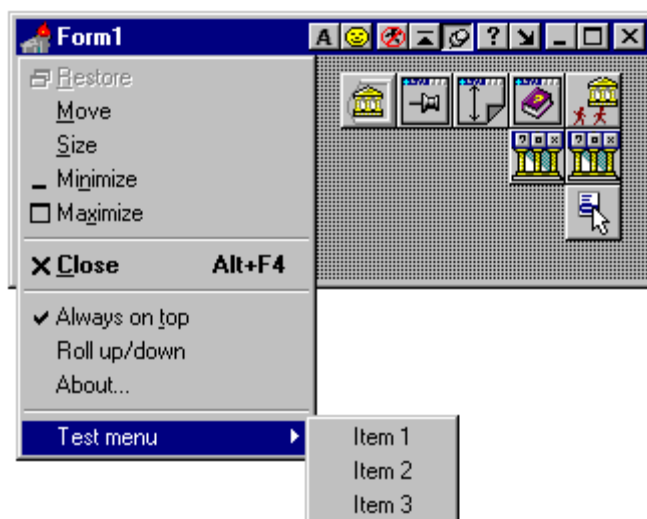 Form1
A ?
Restore
Move
Size
Minimize
Maximize
Close Alt+F4
Always on top
Roll up/down
About...
Test menu
Item 1
Item 2
Item 3